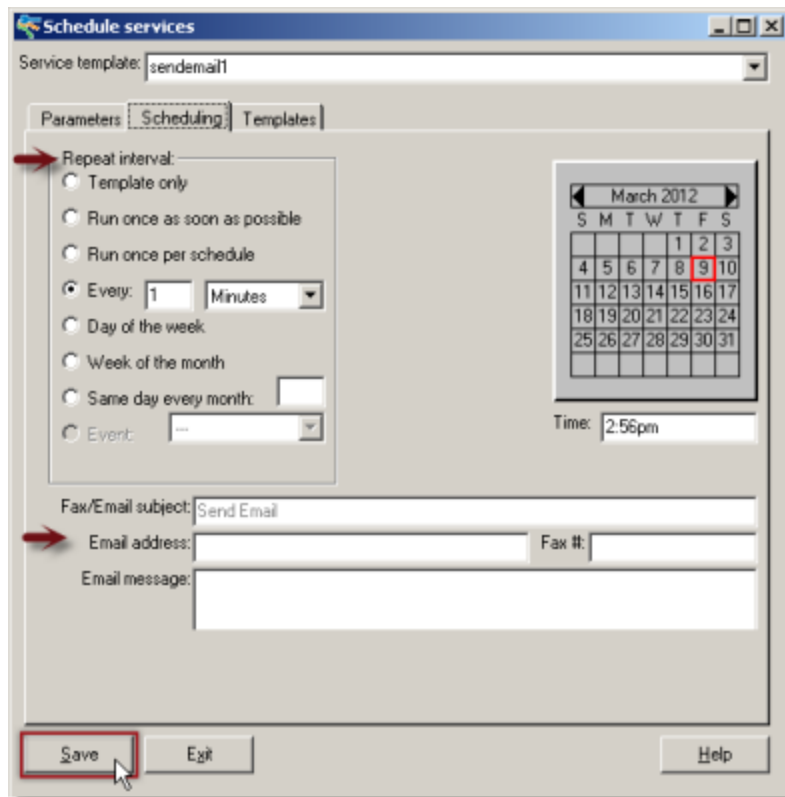 Schedule services
Service template: sendemail1
Parameters Scheduling Templates
Repeat interval:
Template only
Run once as soon as possible
Run once per schedule
Every: 1 Minutes
Day of the week
Week of the month
Same day every month:
Event: ---
March 2012
S M T W T F S
1 2 3
4 5 6 7 8 9 10
11 12 13 14 15 16 17
18 19 20 21 22 23 24
25 26 27 28 29 30 31
Time: 2:56pm
Fax/Email subject: Send Email
Email address: Fax #:
Email message:
Save Exit Help